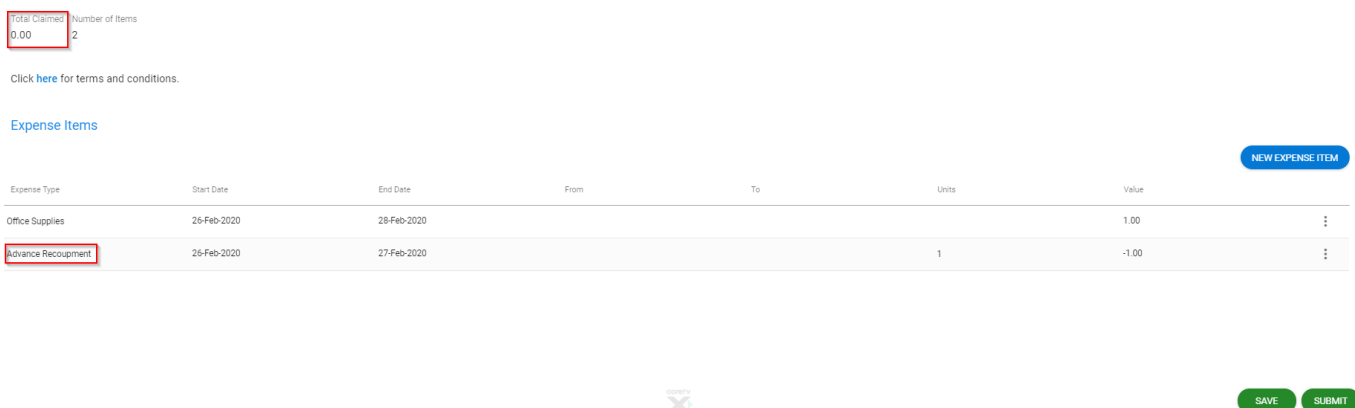 Total Claimed Number of Items
0.00 2
Click here for terms and conditions.
Expense Items
NEW EXPENSE ITEM
Expense Type Start Date End Date From To Units Value
Office Supplies 26-Feb-2020 28-Feb-2020 1.00
Advance Recoupment 26-Feb-2020 27-Feb-2020 1 -1.00
SAVE SUBMIT